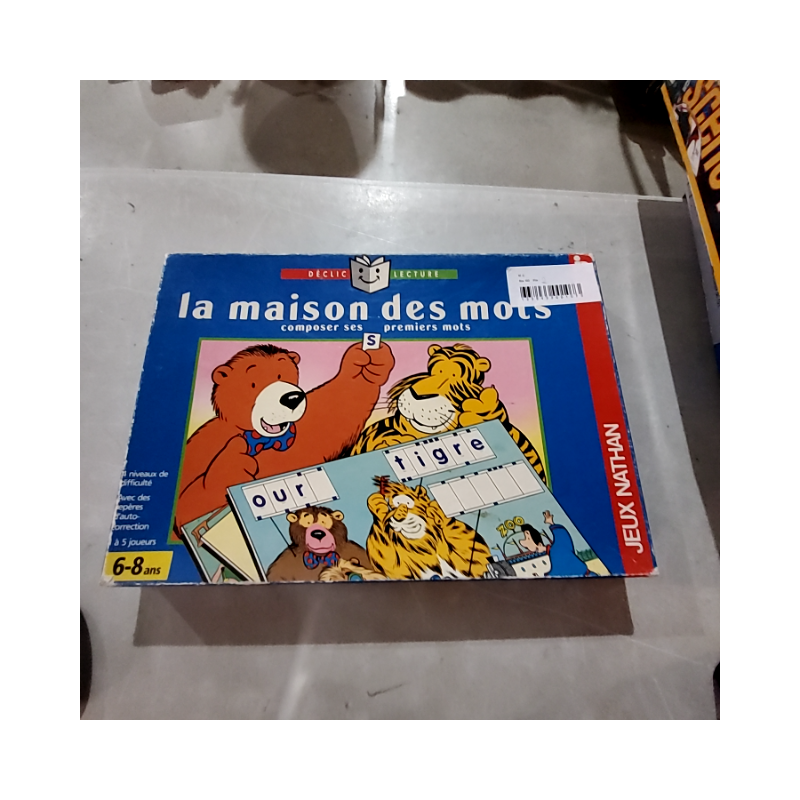 DÉCLIC LECTURE
la maison des mots
composer ses premiers mots
S
tigre
our
niveaux de
difficulté
Avec des
repères
d'auto-
correction
à 5 joueurs
ZOO
6-8 ans
JEUX NATHAN